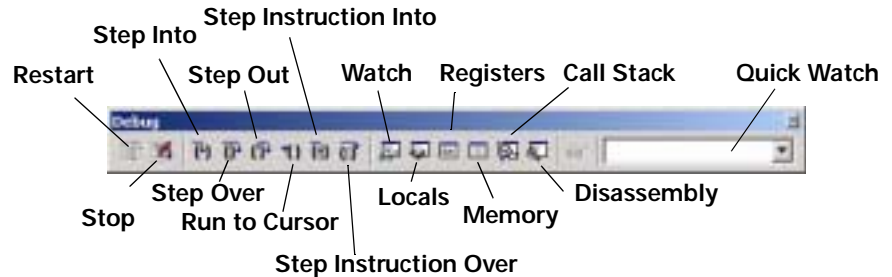 Step Instruction Into
Step Into
Restart
Step Out
Watch
Registers
Call Stack
Quick Watch
Debug
Step Over
Locals
Disassembly
Stop
Run to Cursor
Memory
Step Instruction Over